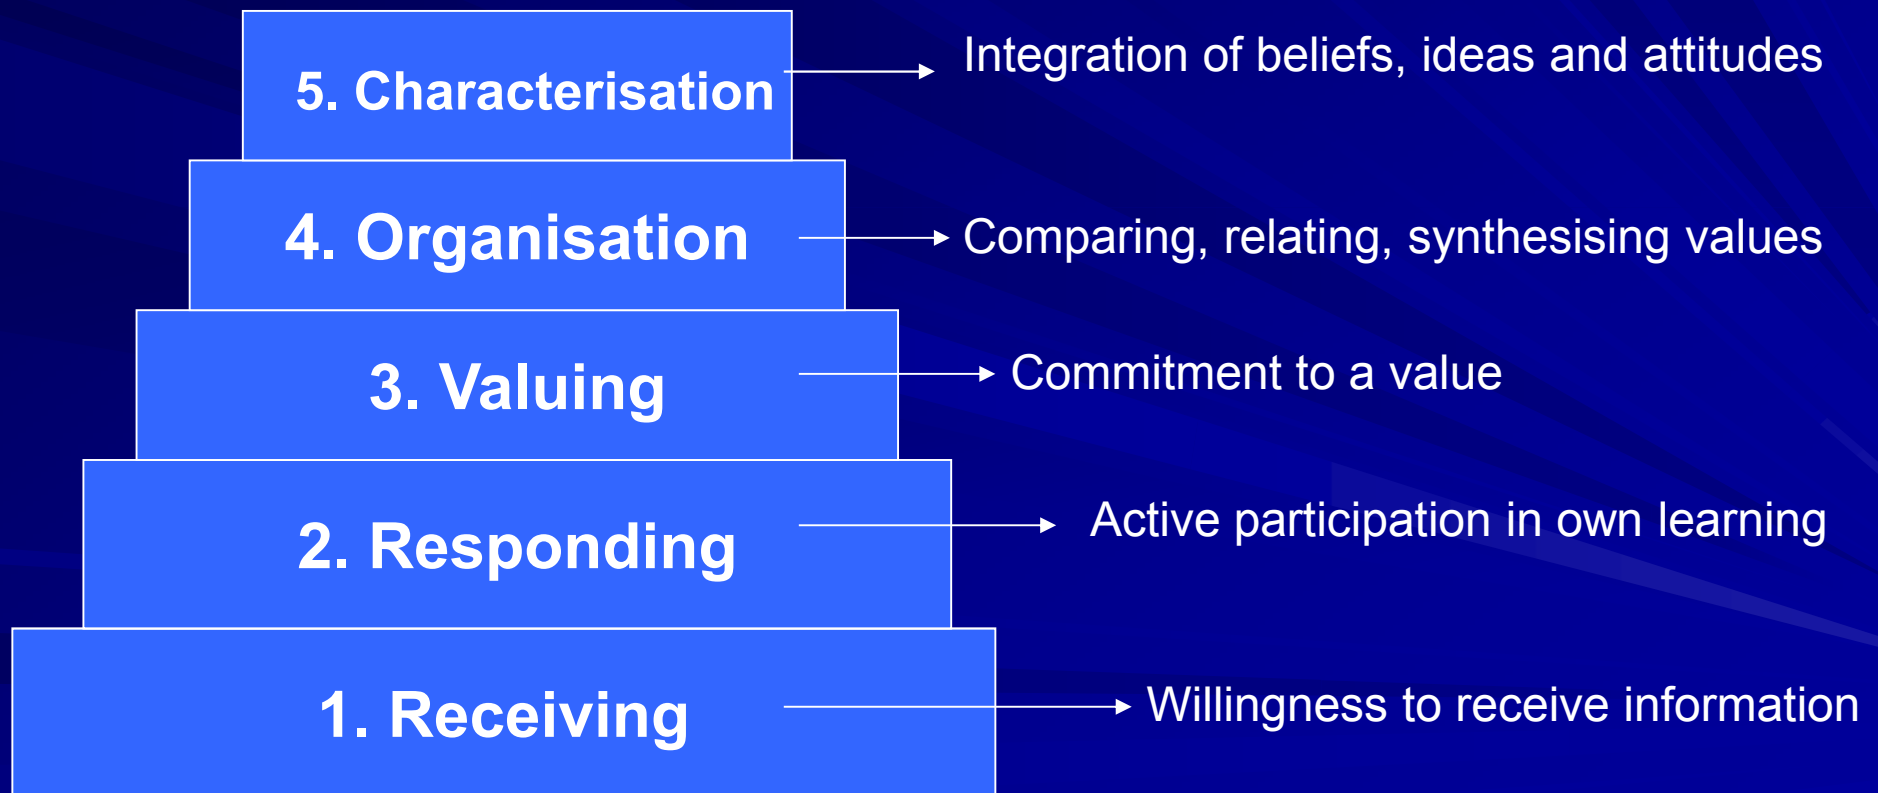 5. Characterisation
Integration of beliefs, ideas and attitudes
4. Organisation
Comparing, relating, synthesising values
3. Valuing
Commitment to a value
2. Responding
Active participation in own learning
1. Receiving
Willingness to receive information